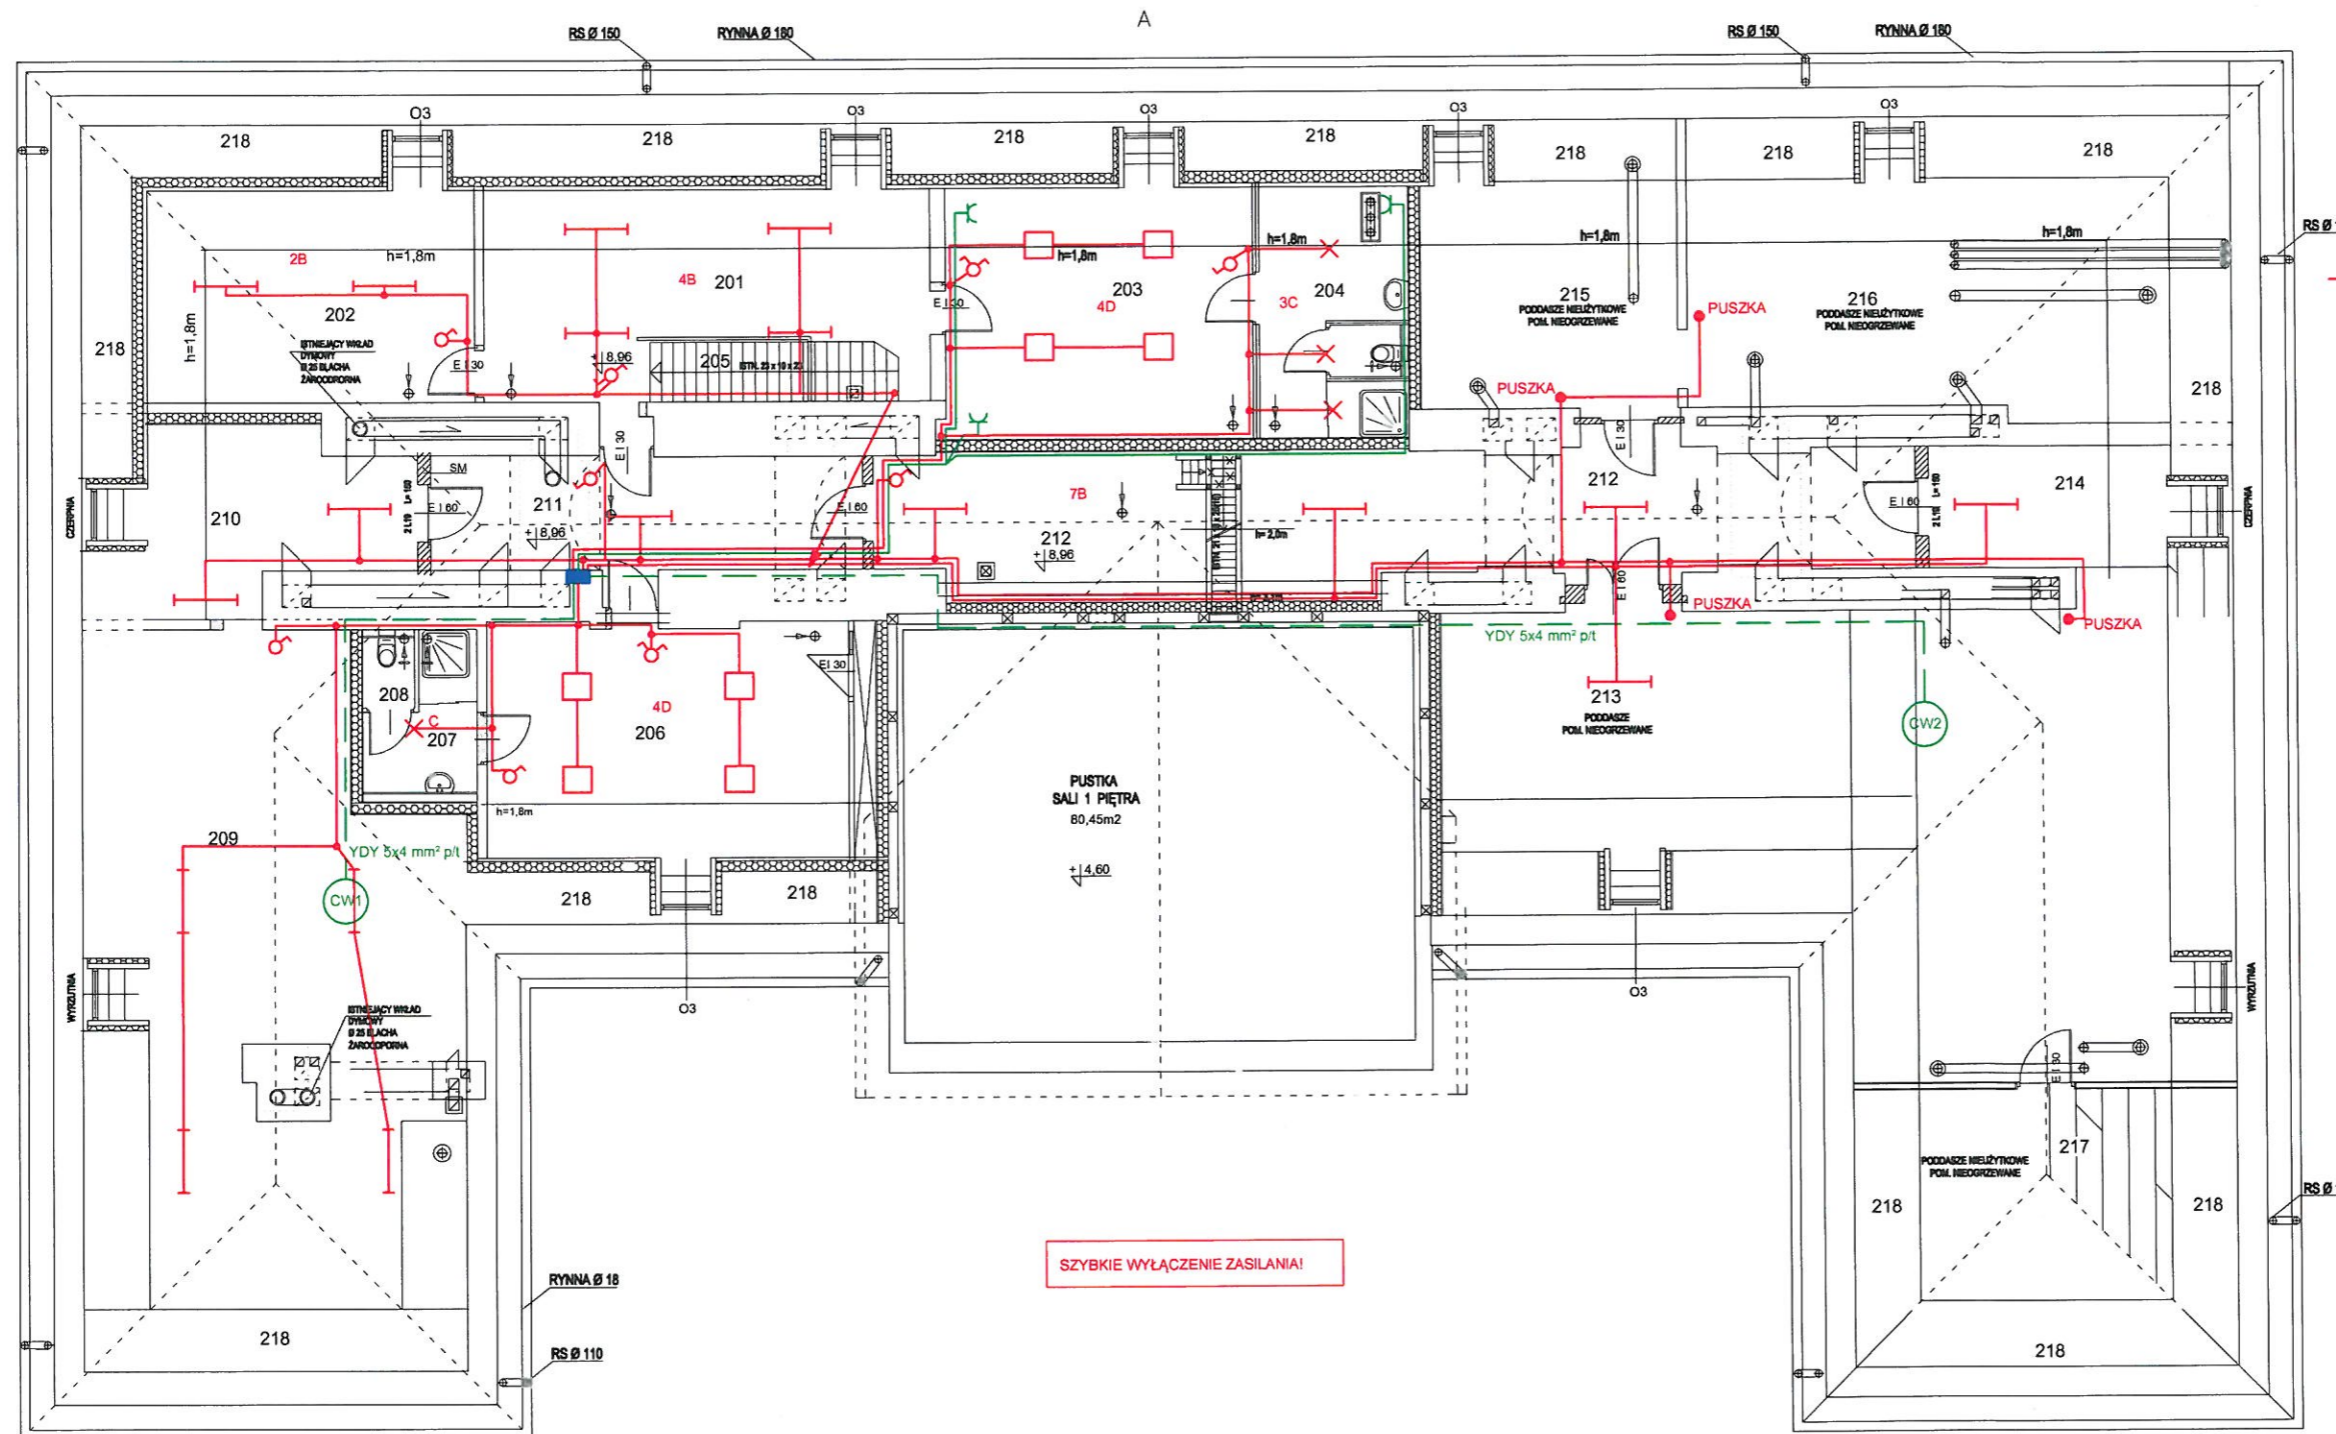 A
RS Ø 150
RYNNA Ø 180
RS Ø 150
RYNNA Ø 180
O3
O3
O3
O3
O3
218
218
218
218
218
218
218
RS Ø 1
2B
h=1,8m
4B
201
h=1,8m
203
4D
h=1,8m
3C
204
h=1,8m
215
PODDASZE NIEUŻYTKOWE
POM. NIEOGRZEWANE
PUSZKA
h=1,8m
216
PODDASZE NIEUŻYTKOWE
POM. NIEOGRZEWANE
202
h=1,8m
218
ISTNIEJĄCY WKŁAD
DYMOWY
Ø 25 BLACHA
E I 30
8,96
205
E I 30
PUSZKA
218
E I 30
SM
E I 30
212
214
210
CZERPNIA
E I 60
211
8,96
E I 60
7B
212
8,96
h= 2,0m
E I 60
CZERPNIA
E I 60
PUSZKA
PUSZKA
YDY 5x4 mm² p/t
EI 30
208
C
207
4D
206
213
PODDASZE
POM. NIEOGRZEWANE
CW2
h=1,8m
PUSTKA
SALI 1 PIĘTRA
80,45m2
4,60
209
YDY 5x4 mm² p/t
CW1
218
218
WYRZUTNIA
O3
O3
WYRZUTNIA
ISTNIEJĄCY WKŁAD
DYMOWY
Ø 25 BLACHA
ŻAROOPORNA
E I 30
217
PODDASZE NIEUŻYTKOWE
POM. NIEOGRZEWANE
218
218
RS Ø 1
SZYBKIE WYŁĄCZENIE ZASILANIA!
RYNNA Ø 18
218
RS Ø 110
218